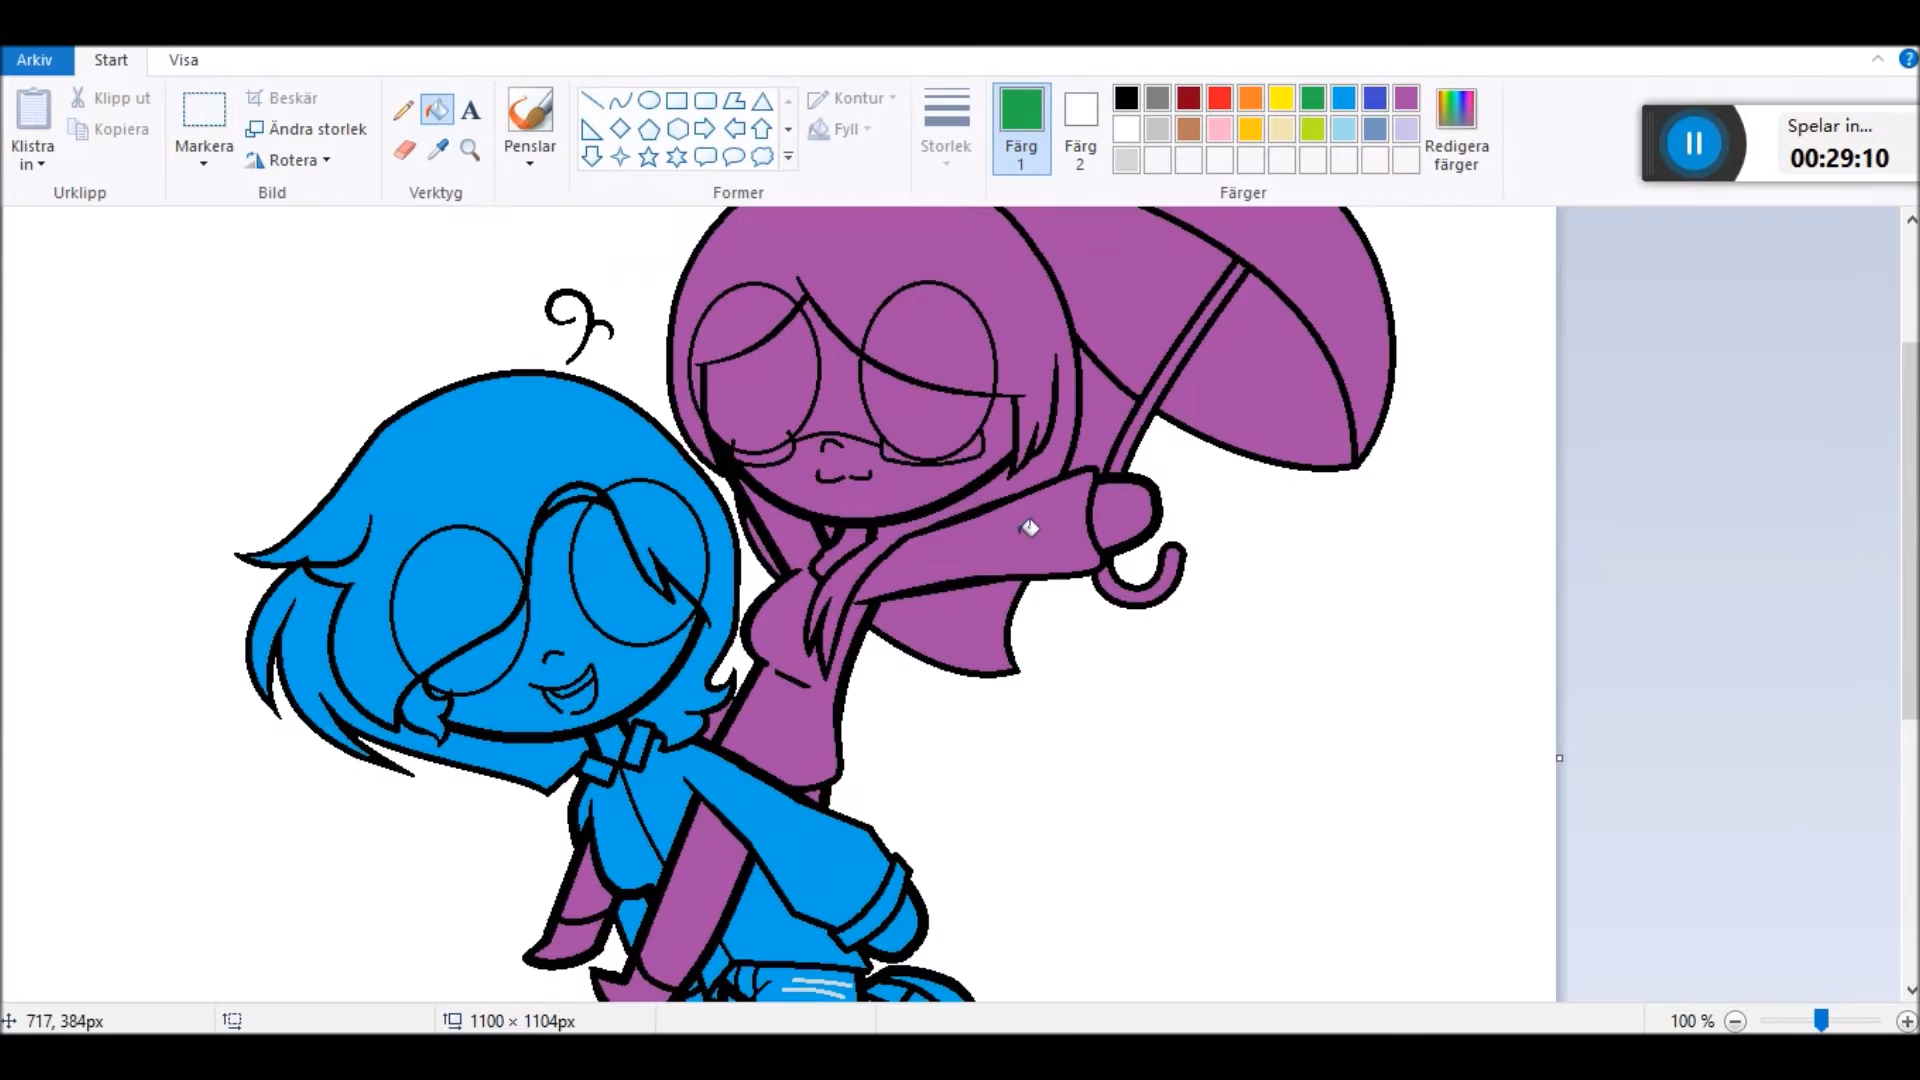 Arkiv Start Visa
Klistra in
Klipp ut
Kopiera
Urklipp
Markera
Beskär
Ändra storlek
Rotera
Bild
A
Verktyg
Penslar
Former
Kontur
Fyll
Storlek
Färg 1
Färg 2
Redigera färger
Färger
?
Spelar in...
00:29:10
717, 384px
1100 × 1104px
100 %